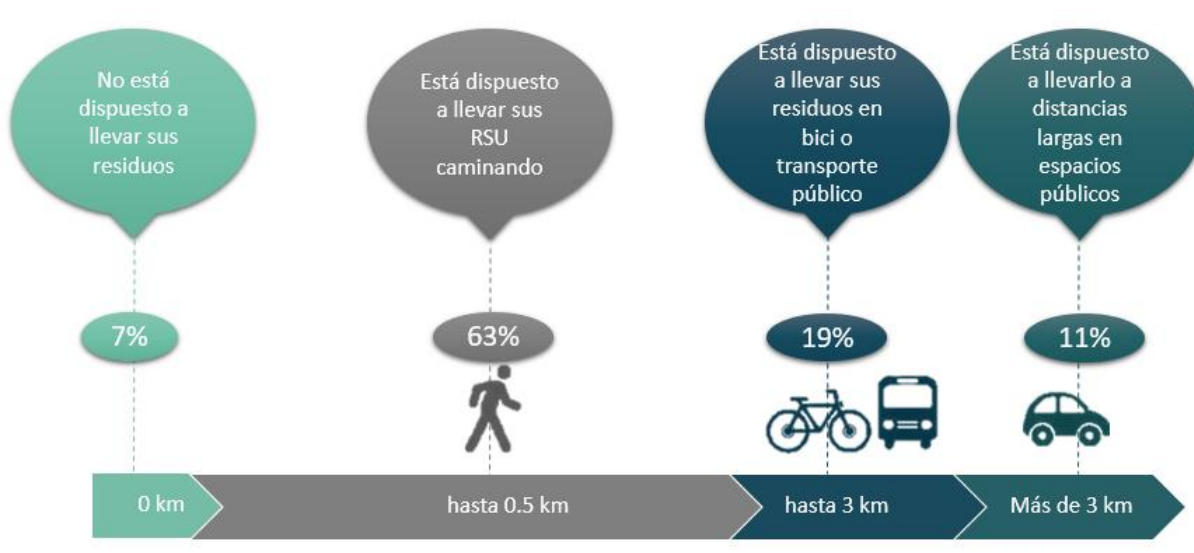 No está
dispuesto a
llevar sus
residuos
Está dispuesto
a llevar sus
RSU
caminando
Está dispuesto
a llevar sus
residuos en
bici o
transporte
público
Está dispuesto
a llevarlo a
distancias
largas en
espacios
públicos
7%
63%
19%
11%
0 km
hasta 0.5 km
hasta 3 km
Más de 3 km